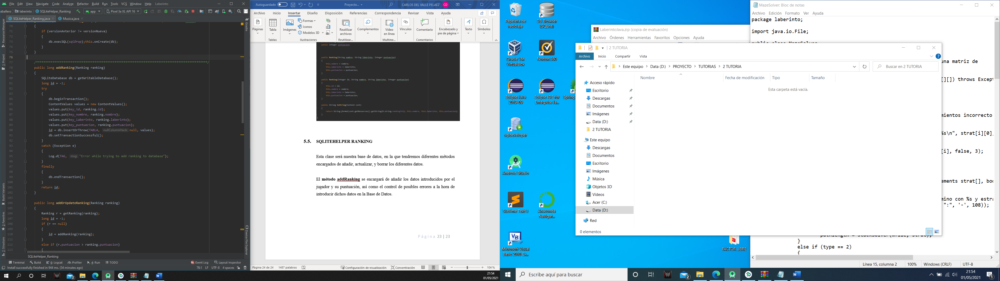 File Edit View Navigate Code Analyze Refactor Build Run Tools VCS Window Help Laberinto
aballero laberinto SQLiteHelper_Ranking app Pixel 3a XL API 16
SQLiteHelper_Ranking.java Musica.java
70 {
71 if (versionAnterior != versionNueva)
72 {
73 db.execSQL(sqlDrop);this.onCreate(db);
74 }
75 }
76
77 /*************************************************************************************************/
78 public long addRanking(Ranking ranking)
79 {
80 SQLiteDatabase db = getWritableDatabase();
81 long id = -1;
82 try
83 {
84 db.beginTransaction();
85 ContentValues values = new ContentValues();
86 values.put(key_id, ranking.id);
87 values.put(key_nombre, ranking.nombre);
88 values.put(key_laberinto, ranking.laberinto);
89 values.put(key_puntuacion, ranking.puntuacion);
90 id = db.insertOrThrow(TABLA, nullColumnHack: null, values);
91 db.setTransactionSuccessful();
92 }
93 catch (Exception e)
94 {
95 Log.d(TAG, msg: "Error while trying to add ranking to database");
96 }
97 finally
98 {
99 db.endTransaction();
100 }
101 return id;
102 }
103
104 public long addOrUpdateRanking(Ranking ranking)
105 {
106 Ranking r = getRanking(ranking);
107 long id = -1;
108 if (r == null)
109 {
110 id = addRanking(ranking);
111 }
112 else if (r.puntuacion > ranking.puntuacion)
113 {
SQLiteHelper_Ranking
Resource Manager
1: Project
Build Variants
2: Favorites
7: Structure
Gradle
Device File Explorer
Terminal Build 6: Logcat Profiler 4: Run TODO Event Log Layout Inspector
Install successfully finished in 944 ms. (54 minutes ago) 76:1 LF UTF-8 4 spaces
21:54
01/05/2021
Autoguardado Proyecto... CARLOS DEL VALLE PELAEZ CD
Archivo Inicio Insertar Diseño Disposición Referencias Correspondencia Revisar Vista Ayuda
Páginas Tabla Imágenes Formas Iconos Modelos 3D Reutilizar archivos Complementos Vídeo en línea Vínculos Comentario Encabezado y pie de página Texto Símbolos
Tablas Ilustraciones Reutilizar... Multime... Comentarios
public Integer puntuacion;
public Ranking(String nombre, String laberinto, Integer puntuacion)
{
this.nombre = nombre;
this.laberinto = laberinto;
this.puntuacion = puntuacion;
}
public Ranking(Integer id, String nombre, String laberinto, Integer puntuacion)
{
this.id = id;
this.nombre = nombre;
this.laberinto = laberinto;
this.puntuacion = puntuacion;
}
public String toString(Context cont)
{
return String.format(cont.getResources().getString(R.string.rankingTxt), this.nombre, this.laberinto, this.puntuacion);
}
}
5.5. SQLITEHELPER RANKING
Esta clase será nuestra base de datos, en la que tendremos diferentes métodos
encargados de añadir, actualizar, y borrar los diferentes datos.
El método addRanking se encargará de añadir los datos introducidos por el
jugador y su puntuación, así como el control de posibles errores a la hora de
introducir dichos datos en la Base de Datos.
Página 23 | 23
Página 24 de 24 1487 palabras Configuración de visualización Concentración 104 %
Papelera de reciclaje
DB Browser (SQLite)
Oracle VM VirtualBox
Norton 360
Eclipse Java 2019-09
Eclipse IDE for Enterprise Ja...
Spring
sqldeveloper
Android Studio
Sublime Text 3
Anaconda Navigat...
Microsoft Visual Basic 2010 Ex...
FACTOR LIBRE
LaberintoJava.zip (copia de evaluación)
Archivo Órdenes Herramientas Favoritos Opciones Ayuda
2 TUTORIA
Archivo Inicio Compartir Vista
Este equipo Data (D:) PROYECTO TUTORIAS 2 TUTORIA
Buscar en 2 TUTORIA
Nombre Fecha de modificación Tipo Tamaño
Esta carpeta está vacía.
Acceso rápido
Escritorio
Descargas
Documentos
Imágenes
Data (D:)
2 TUTORIA
Este equipo
Descargas
Documentos
Escritorio
Imágenes
Música
Objetos 3D
Vídeos
Acer (C:)
Data (D:)
Red
0 elementos
MazeSolver: Bloc de notas
Archivo Edición Formato Ver Ayuda
package laberinto;
import java.io.File;
public class MazeSolver
una matriz de
[][]) throws Excep
mientos incorrecto
%s\n", strat[i][0]
[i], false, 3);
ements strat[], boo
mino con %s y estra
":", '-', 108));
pathLength = stackSolver(mFile, strat);
}
else if (type == 2)
{
Línea 15, columna 2 100% Windows (CRLF) UTF-8
Escribe aquí para buscar
21:54
01/05/2021